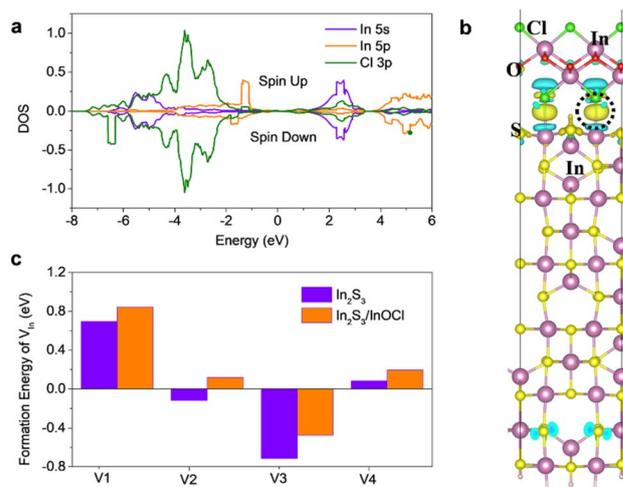 a
1.0
0.5
0.0
-0.5
-1.0
DOS
In 5s
In 5p
Cl 3p
Spin Up
Spin Down
-8 -6 -4 -2 0 2 4 6
Energy (eV)
b
Cl
In
O
S
In
c
1.2
0.8
0.4
0.0
-0.4
-0.8
Formation Energy of V_In (eV)
In₂S₃
In₂S₃/InOCl
V1 V2 V3 V4